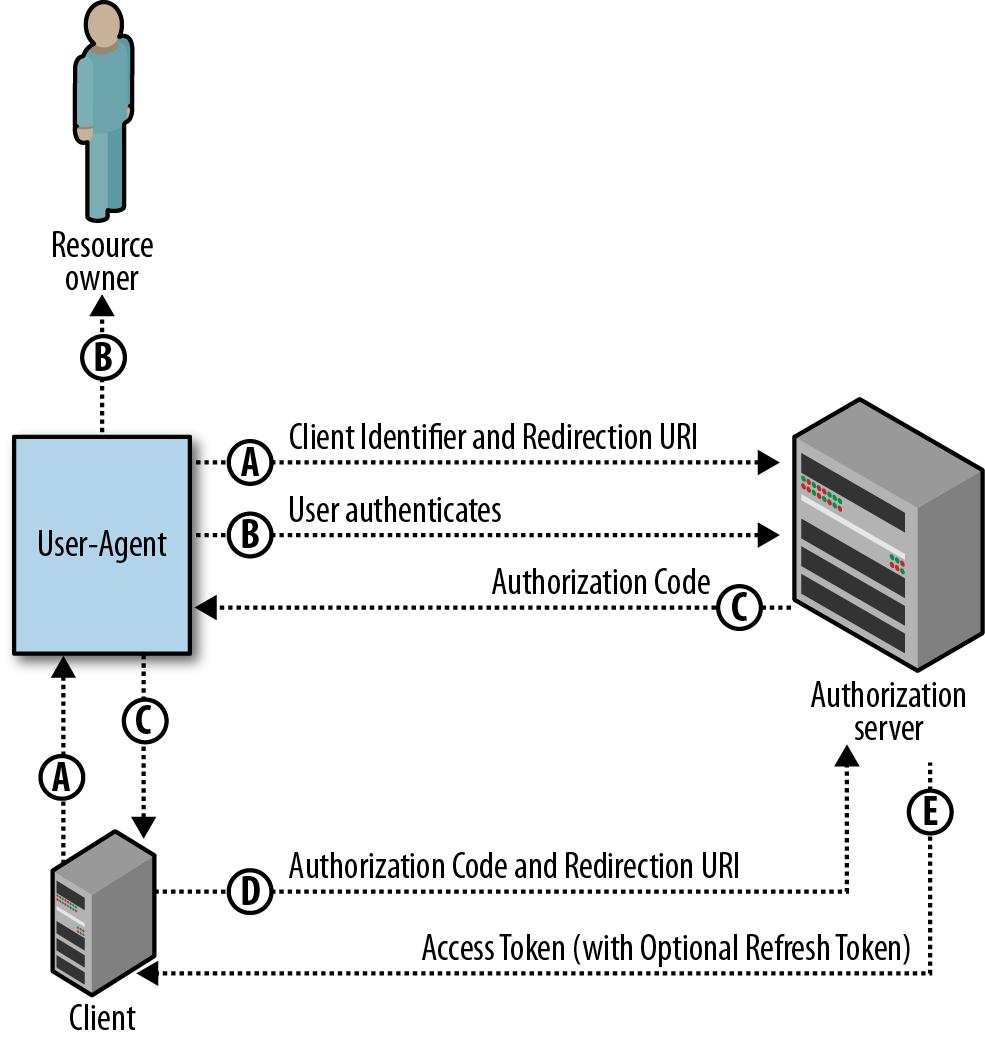 Resource
owner
B
A Client Identifier and Redirection URI
B User authenticates
User-Agent
Authorization Code C
Authorization
server
C
A
E
D Authorization Code and Redirection URI
Access Token (with Optional Refresh Token)
Client